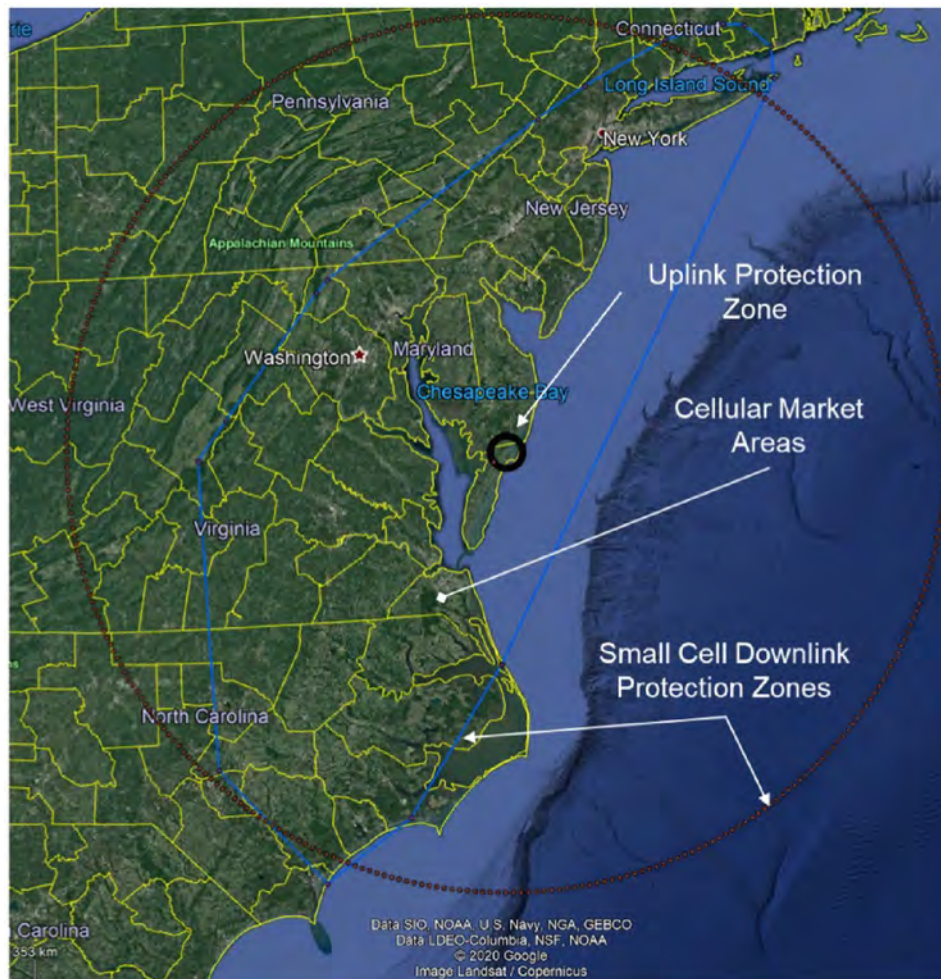 rie
Connecticut
Long Island Sound
Pennsylvania
New York
New Jersey
Appalachian Mountains
Uplink Protection
Zone
Washington
Maryland
Chesapeake Bay
West Virginia
Cellular Market
Areas
Virginia
Small Cell Downlink
Protection Zones
North Carolina
Data SIO, NOAA, U.S. Navy, NGA, GEBCO
Data LDEO-Columbia, NSF, NOAA
© 2020 Google
Image Landsat / Copernicus
Carolina
353 km